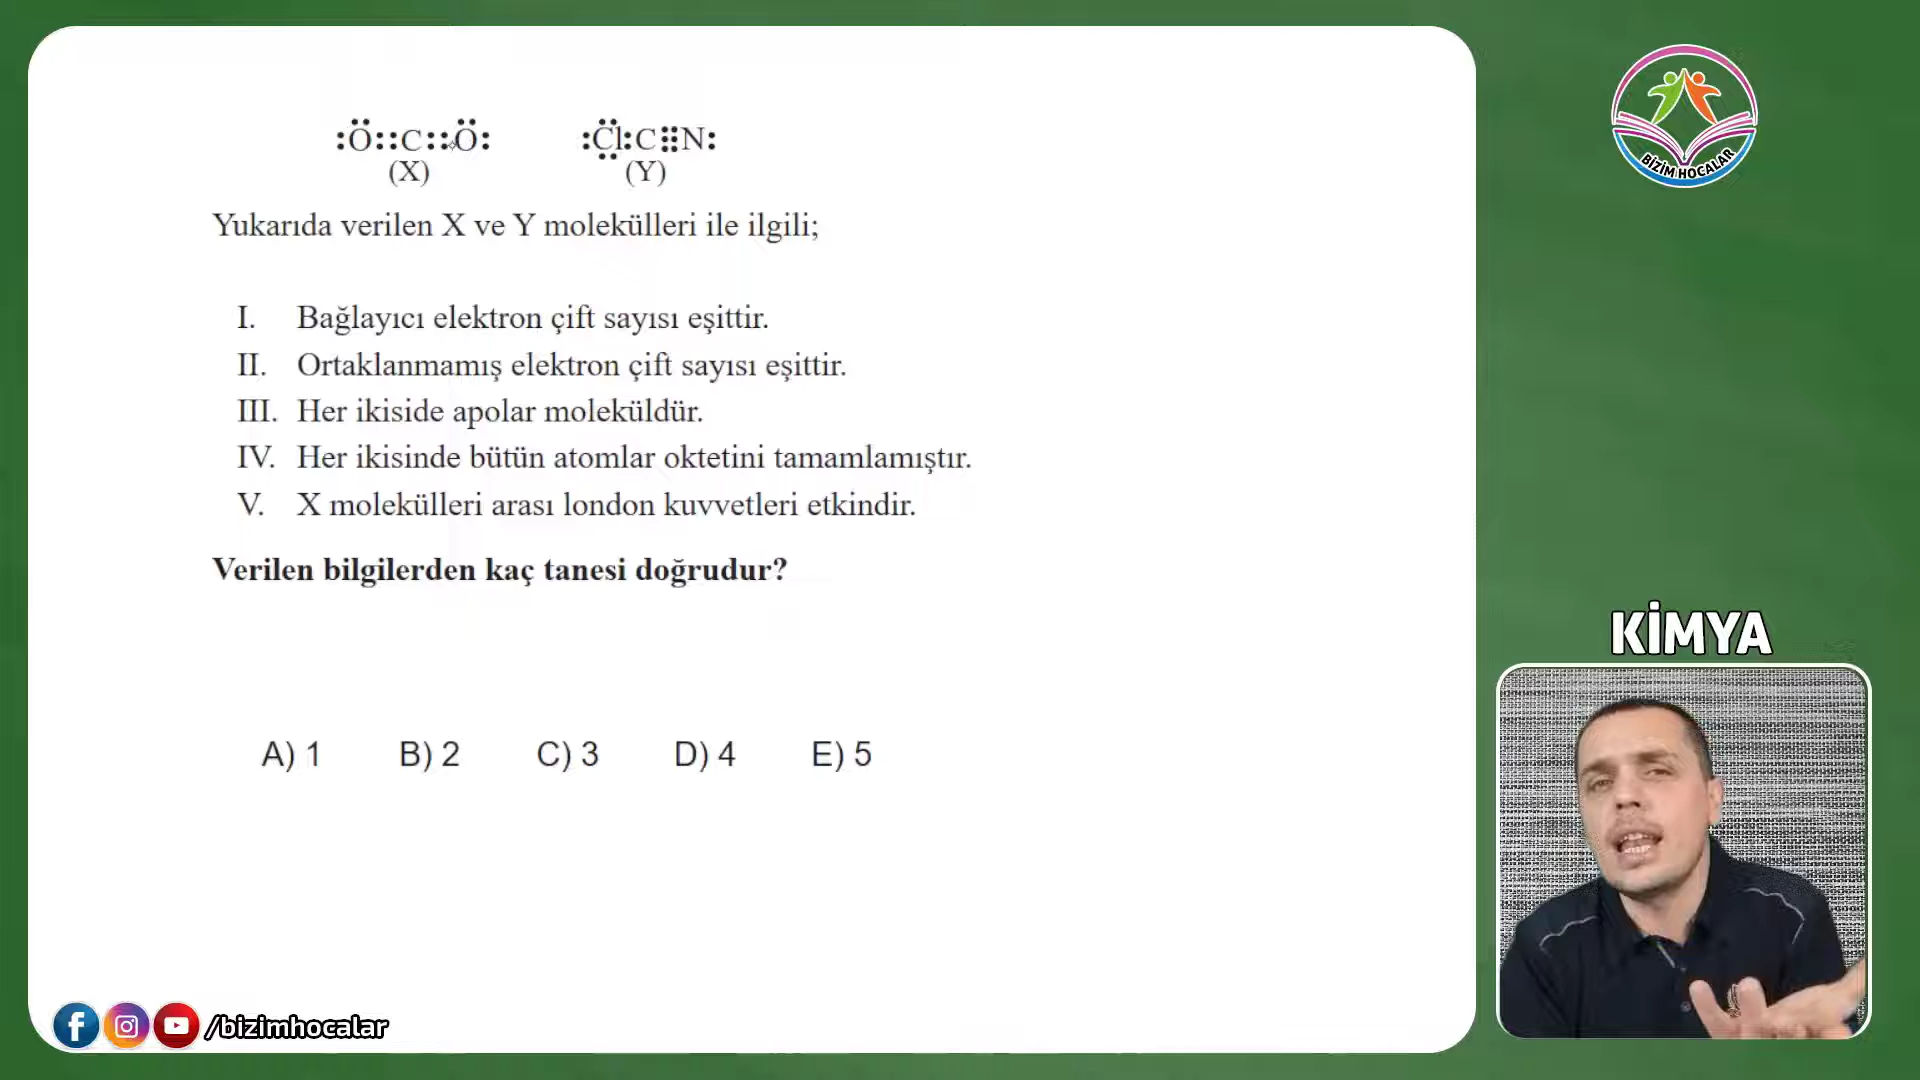 :Ö::C::Ö: :C̤̈l:C⋮⋮N:
(X) (Y)
Yukarıda verilen X ve Y molekülleri ile ilgili;
I. Bağlayıcı elektron çift sayısı eşittir.
II. Ortaklanmamış elektron çift sayısı eşittir.
III. Her ikiside apolar moleküldür.
IV. Her ikisinde bütün atomlar oktetini tamamlamıştır.
V. X molekülleri arası london kuvvetleri etkindir.
Verilen bilgilerden kaç tanesi doğrudur?
A) 1 B) 2 C) 3 D) 4 E) 5
BİZİM HOCALAR
KİMYA
/bizimhocalar